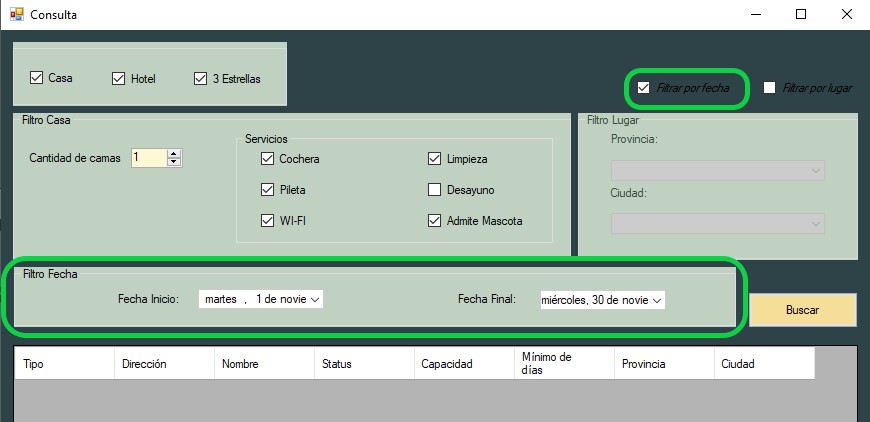 Consulta
Casa
Hotel
3 Estrellas
Filtrar por fecha
Filtrar por lugar
Filtro Casa
Cantidad de camas
1
Servicios
Cochera
Limpieza
Pileta
Desayuno
WI-FI
Admite Mascota
Filtro Lugar
Provincia:
Ciudad:
Filtro Fecha
Fecha Inicio:
martes , 1 de novie
Fecha Final:
miércoles, 30 de novie
Buscar
Tipo
Dirección
Nombre
Status
Capacidad
Mínimo de
días
Provincia
Ciudad